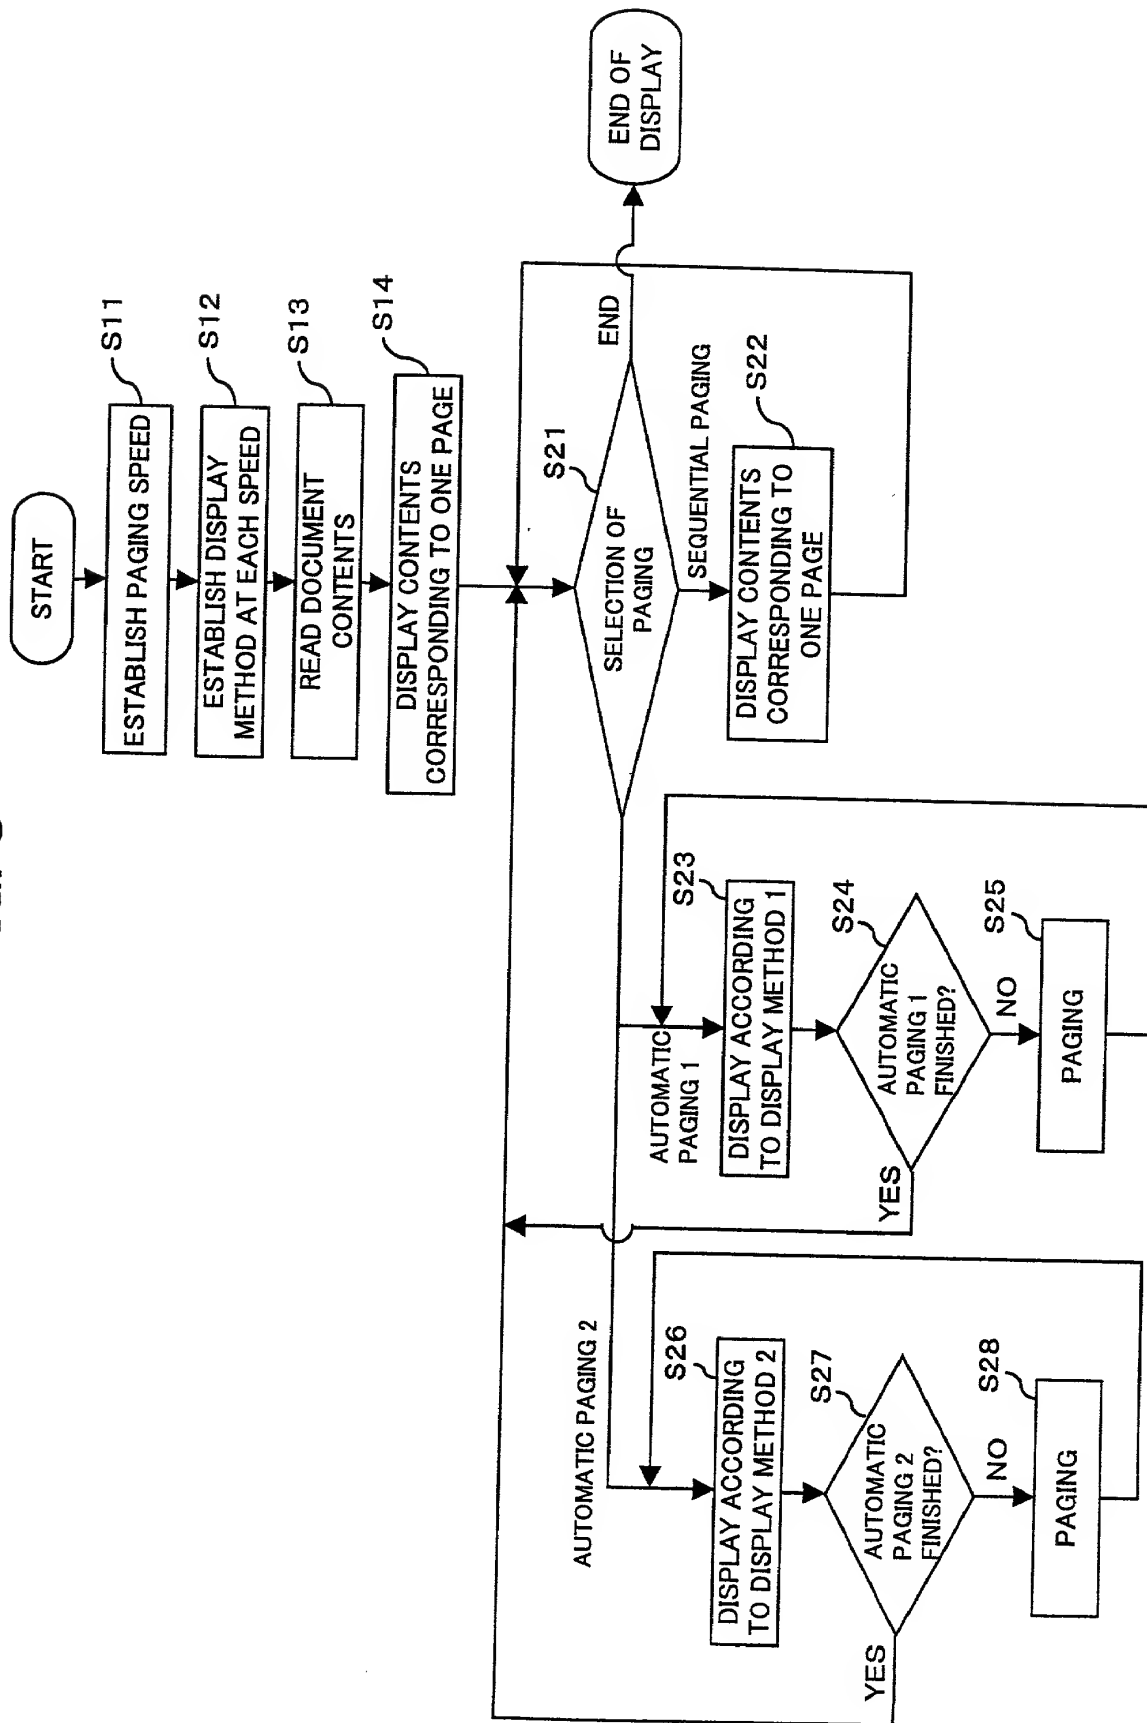 START
ESTABLISH PAGING SPEED
S11
ESTABLISH DISPLAY
METHOD AT EACH SPEED
S12
READ DOCUMENT
CONTENTS
S13
DISPLAY CONTENTS
CORRESPONDING TO ONE PAGE
S14
SELECTION OF
PAGING
S21
END
END OF
DISPLAY
SEQUENTIAL PAGING
DISPLAY CONTENTS
CORRESPONDING TO
ONE PAGE
S22
AUTOMATIC
PAGING 1
DISPLAY ACCORDING
TO DISPLAY METHOD 1
S23
AUTOMATIC
PAGING 1
FINISHED?
S24
YES
NO
PAGING
S25
AUTOMATIC PAGING 2
DISPLAY ACCORDING
TO DISPLAY METHOD 2
S26
AUTOMATIC
PAGING 2
FINISHED?
S27
YES
NO
PAGING
S28